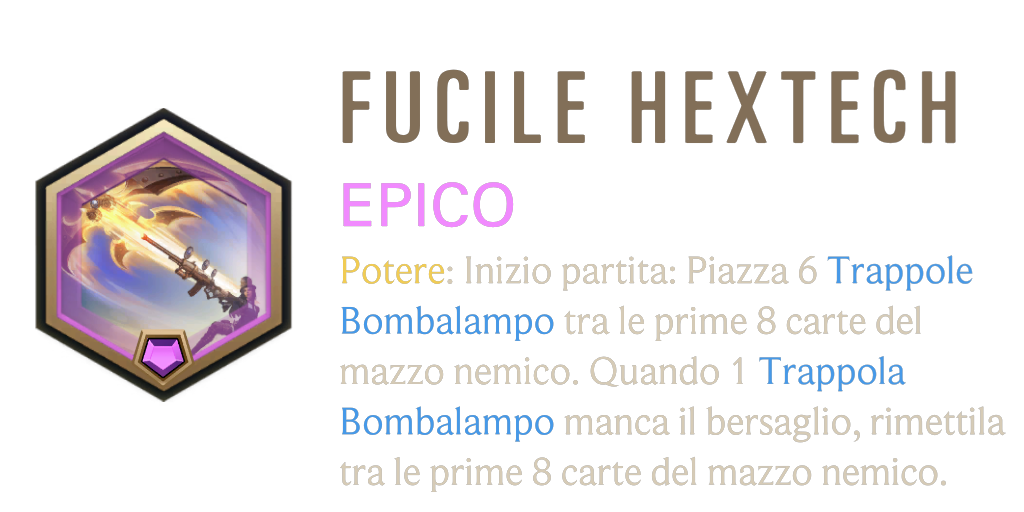 FUCILE HEXTECH
EPICO
Potere: Inizio partita: Piazza 6 Trappole
Bombalampo tra le prime 8 carte del
mazzo nemico. Quando 1 Trappola
Bombalampo manca il bersaglio, rimettila
tra le prime 8 carte del mazzo nemico.